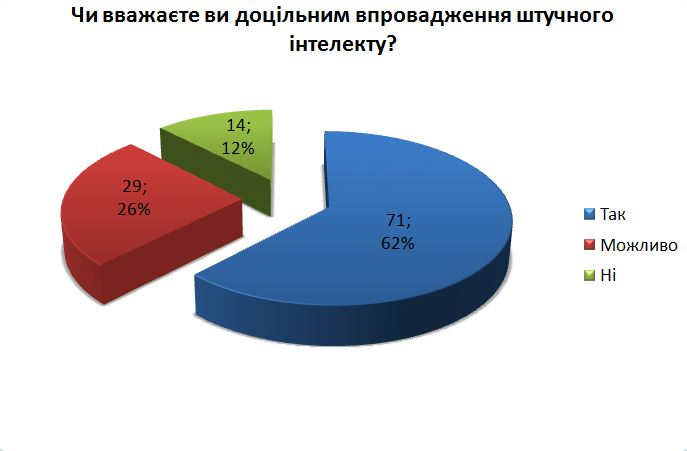 Чи вважаєте ви доцільним впровадження штучного
інтелекту?
14;
12%
29;
26%
71;
62%
Так
Можливо
Ні